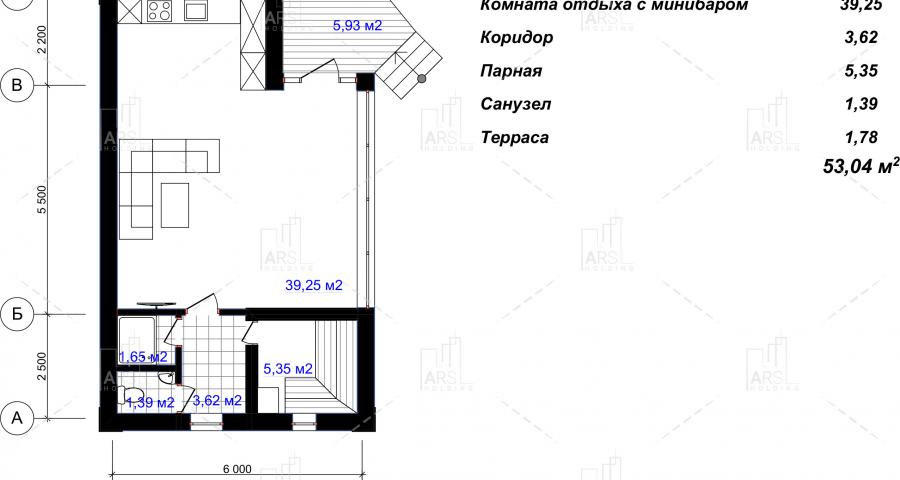 Комната отдыха с минибаром 39,25
Коридор 3,62
Парная 5,35
Санузел 1,39
Терраса 1,78
53,04 м2
5,93 м2
2 200
В
5 500
39,25 м2
Б
1,65 м2
5,35 м2
2 500
1,39 м2
3,62 м2
А
6 000
ARS HOLDING